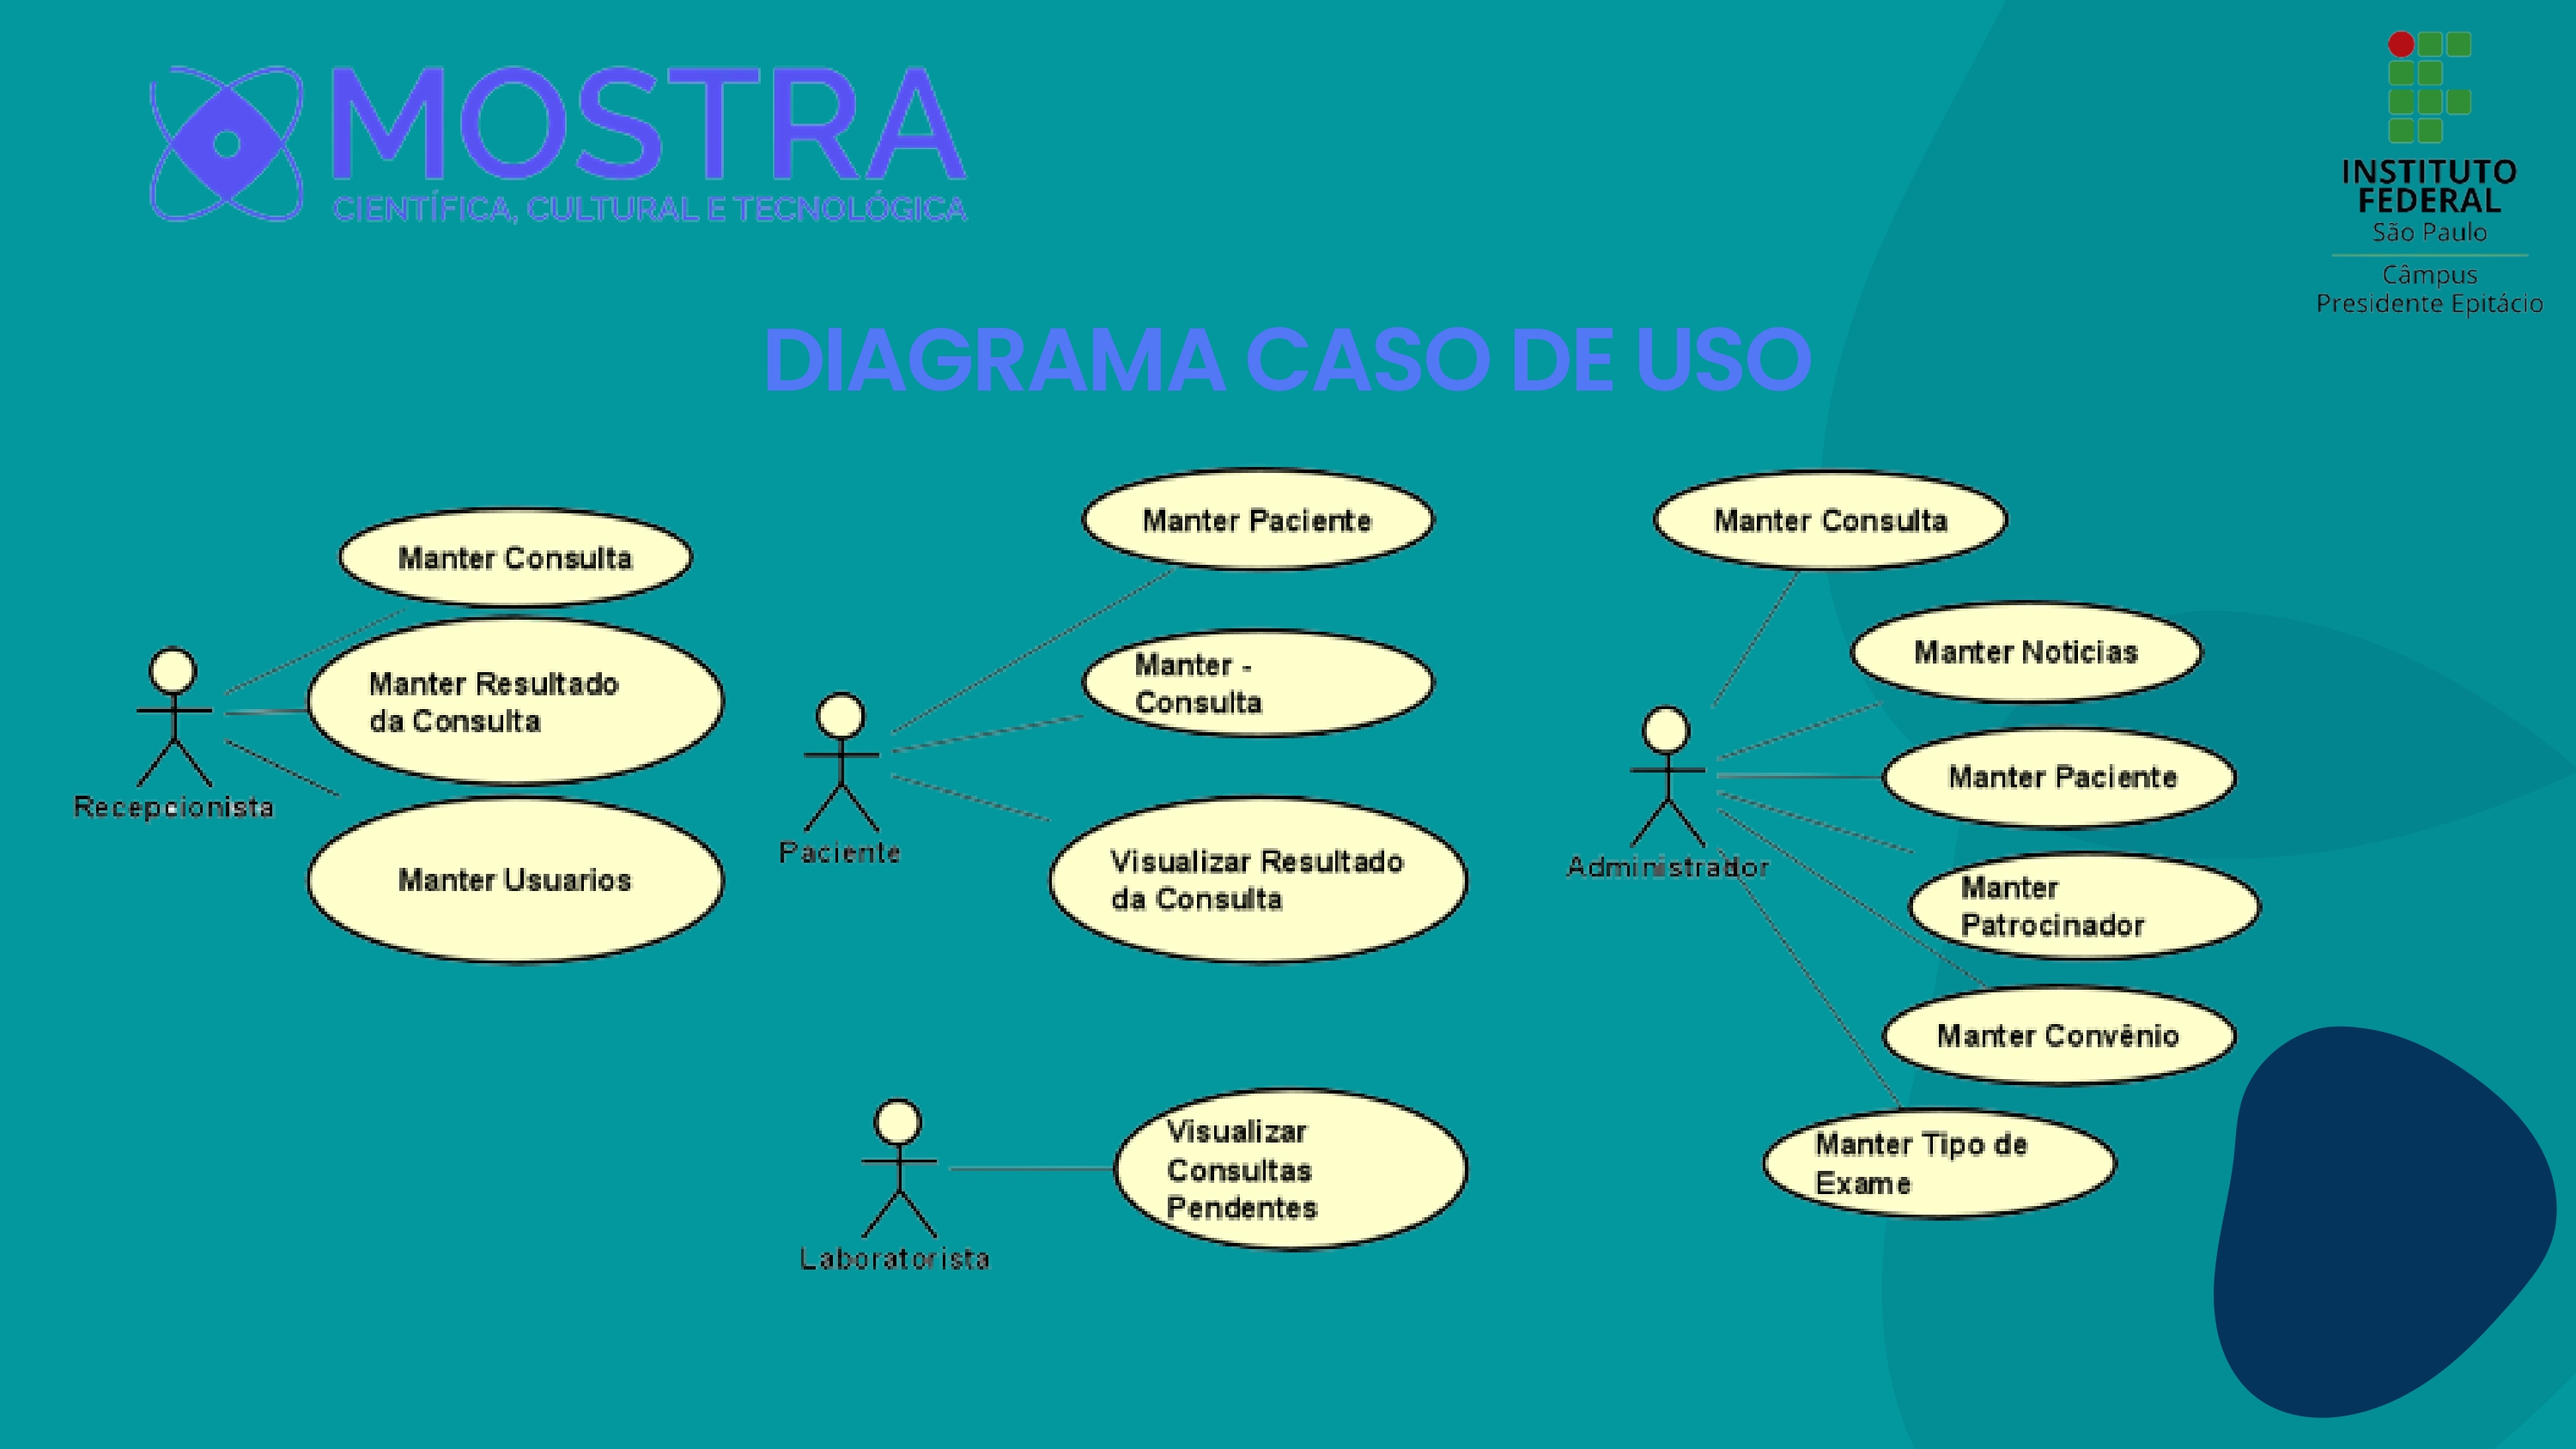 MOSTRA
CIENTÍFICA, CULTURAL E TECNOLÓGICA
INSTITUTO
FEDERAL
São Paulo
Câmpus
Presidente Epitácio
DIAGRAMA CASO DE USO
Manter Consulta
Manter Resultado
da Consulta
Manter Usuarios
Recepcionista
Manter Paciente
Manter -
Consulta
Visualizar Resultado
da Consulta
Paciente
Manter Consulta
Manter Noticias
Manter Paciente
Manter
Patrocinador
Manter Convênio
Manter Tipo de
Exame
Administrador
Visualizar
Consultas
Pendentes
Laboratorista